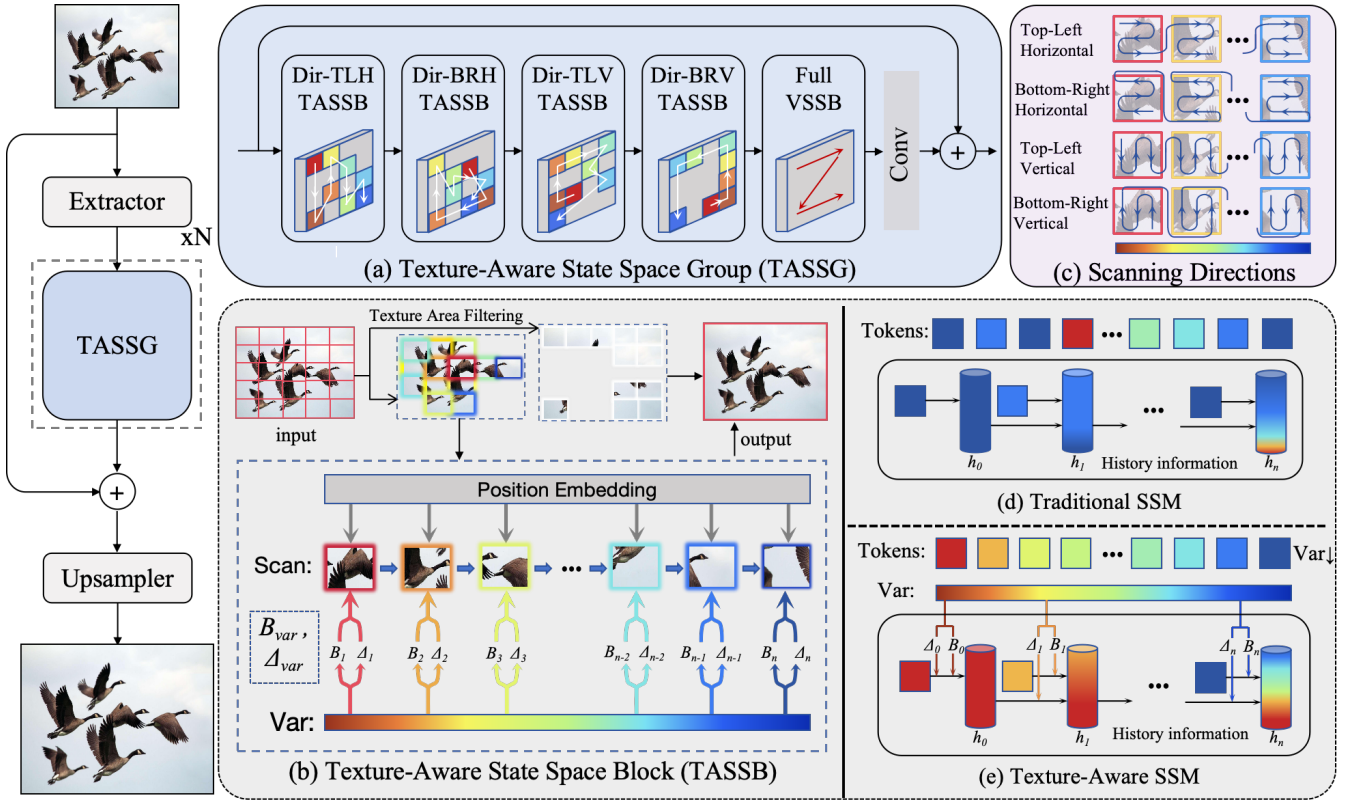 Extractor
xN
TASSG
+
Upsampler
Dir-TLH
TASSB
Dir-BRH
TASSB
Dir-TLV
TASSB
Dir-BRV
TASSB
Full
VSSB
Conv
+
(a) Texture-Aware State Space Group (TASSG)
Top-Left
Horizontal
Bottom-Right
Horizontal
Top-Left
Vertical
Bottom-Right
Vertical
(c) Scanning Directions
Texture Area Filtering
input
output
Position Embedding
Scan:
B_var ,
Δ_var
B_1 Δ_1 B_2 Δ_2 B_3 Δ_3 B_n-2 Δ_n-2 B_n-1 Δ_n-1 B_n Δ_n
Var:
(b) Texture-Aware State Space Block (TASSB)
Tokens:
h_0 h_1 History information h_n
(d) Traditional SSM
Tokens: Var↓
Var:
Δ_0 B_0 Δ_1 B_1 Δ_n B_n
h_0 h_1 History information h_n
(e) Texture-Aware SSM